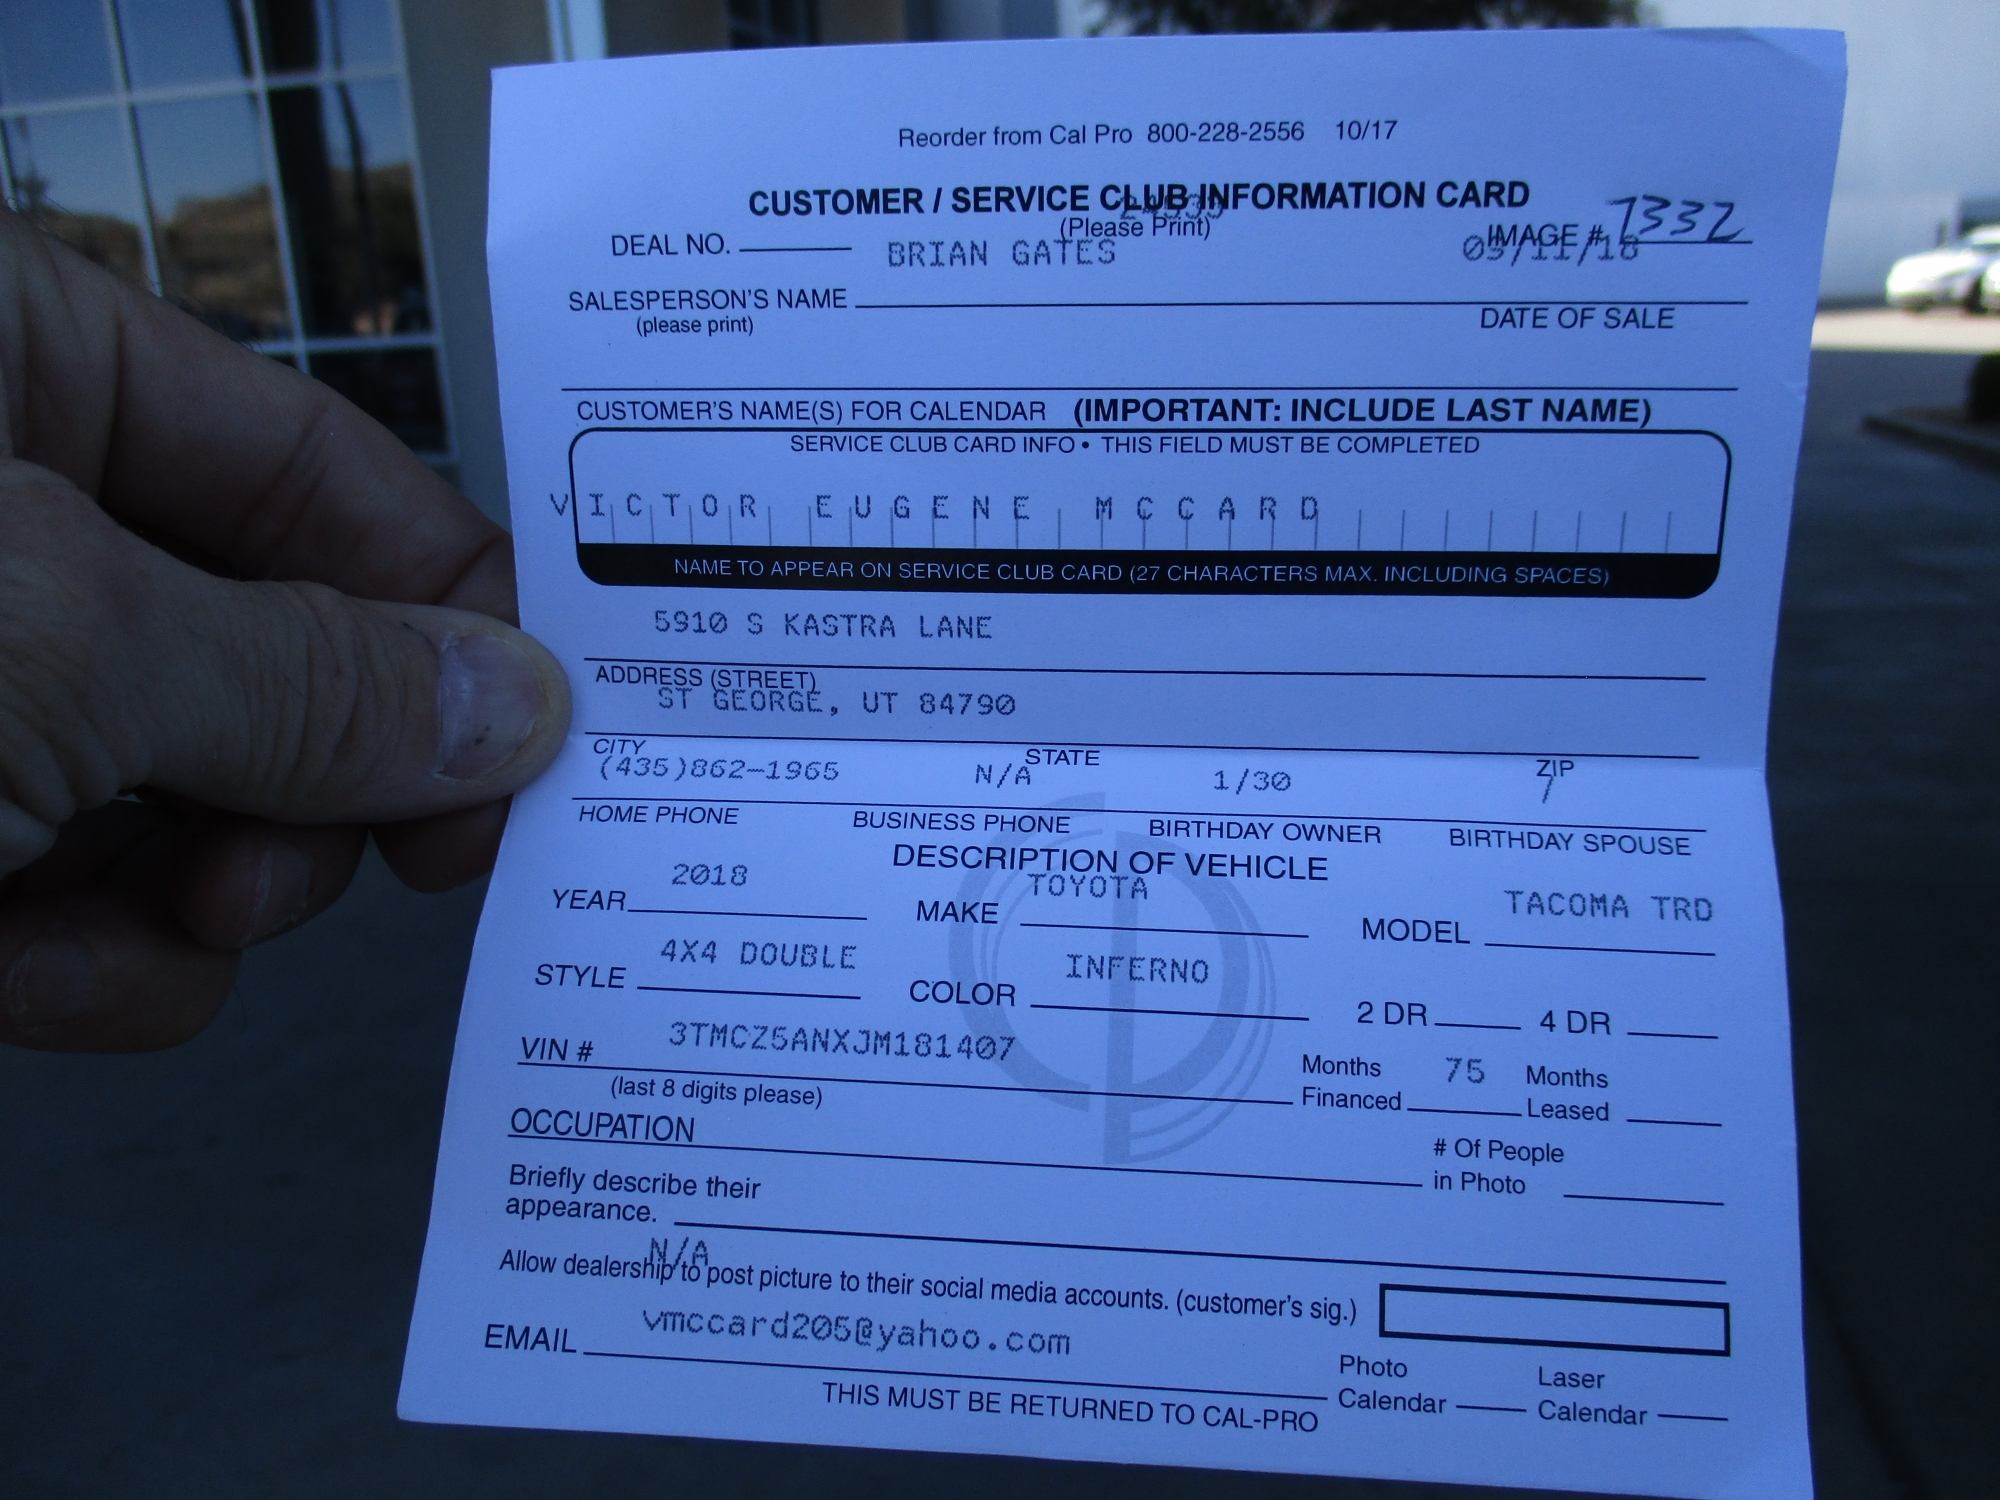 Reorder from Cal Pro 800-228-2556 10/17
CUSTOMER / SERVICE CLUB INFORMATION CARD
(Please Print)
DEAL NO. BRIAN GATES IMAGE # 7332
SALESPERSON'S NAME
(please print) DATE OF SALE
CUSTOMER'S NAME(S) FOR CALENDAR (IMPORTANT: INCLUDE LAST NAME)
SERVICE CLUB CARD INFO • THIS FIELD MUST BE COMPLETED
VICTOR EUGENE MCCARD
NAME TO APPEAR ON SERVICE CLUB CARD (27 CHARACTERS MAX. INCLUDING SPACES)
5910 S KASTRA LANE
ADDRESS (STREET)
ST GEORGE, UT 84790
CITY STATE ZIP
(435)862-1965 N/A 1/30 /
HOME PHONE BUSINESS PHONE BIRTHDAY OWNER BIRTHDAY SPOUSE
DESCRIPTION OF VEHICLE
YEAR 2018 MAKE TOYOTA MODEL TACOMA TRD
STYLE 4X4 DOUBLE COLOR INFERNO 2 DR 4 DR
VIN # 3TMCZ5ANXJM181407 Months Financed 75 Months Leased
(last 8 digits please)
OCCUPATION # Of People in Photo
Briefly describe their
appearance.
N/A
Allow dealership to post picture to their social media accounts. (customer's sig.)
EMAIL vmccard205@yahoo.com
Photo Calendar Laser Calendar
THIS MUST BE RETURNED TO CAL-PRO